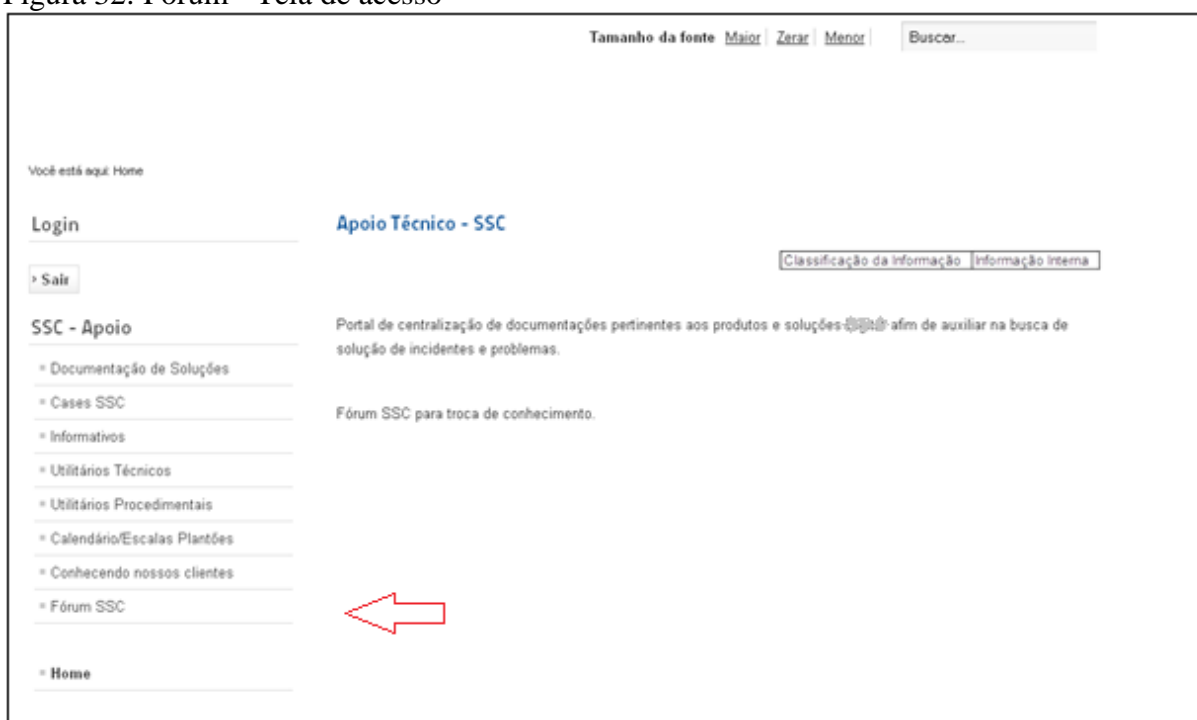 Figura 32: Fórum - Tela de acesso
Tamanho da fonte Maior Zerar Menor Buscar...
Você está aqui: Home
Login
Apoio Técnico - SSC
Classificação da Informação Informação Interna
› Sair
SSC - Apoio
Portal de centralização de documentações pertinentes aos produtos e soluções afim de auxiliar na busca de
solução de incidentes e problemas.
Documentação de Soluções
Cases SSC
Fórum SSC para troca de conhecimento.
Informativos
Utilitários Técnicos
Utilitários Procedimentais
Calendário/Escalas Plantões
Conhecendo nossos clientes
Fórum SSC
Home